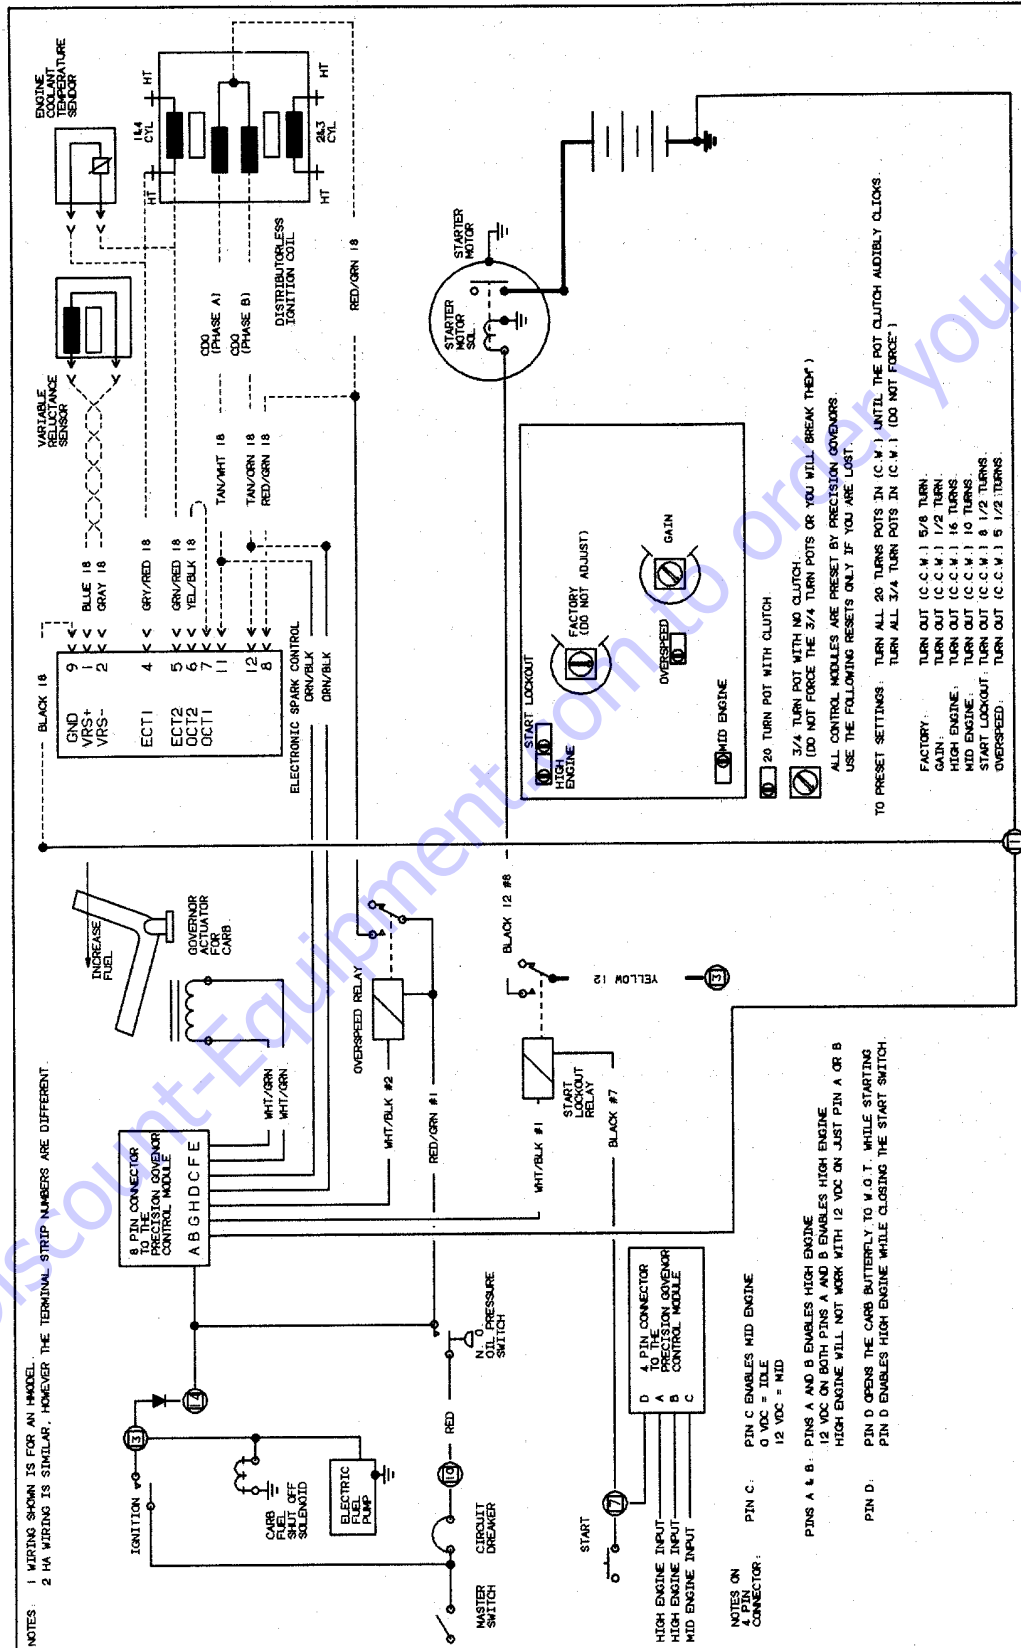 NOTES: 1 WIRING SHOWN IS FOR AN HMODEL.
2 HA WIRING IS SIMILAR, HOWEVER THE TERMINAL STRIP NUMBERS ARE DIFFERENT.
ENGINE
COOLANT
TEMPERATURE
SENDOR
VARIABLE
RELUCTANCE
SENSOR
HT
1&4
CYL
HT
HT
2&3
CYL
HT
DISTRIBUTORLESS
IGNITION COIL
CDO
(PHASE A)
CDO
(PHASE B)
RED/GRN 18
BLACK 18
BLUE 18
GRAY 18
GRY/RED 18
GRN/RED 18
YEL/BLK 18
TAN/WHT 18
TAN/ORN 18
RED/GRN 18
GND 9
VRS+ 1
VRS- 2
ECT1 4
ECT2 5
OCT2 6
OCT1 7
11
12
8
ELECTRONIC SPARK CONTROL
ORN/BLK
ORN/BLK
INCREASE
FUEL
GOVERNOR
ACTUATOR
FOR
CARB
WHT/GRN
WHT/GRN
8 PIN CONNECTOR
TO THE
PRECISION GOVENOR
CONTROL MODULE
A B G H D C F E
OVERSPEED RELAY
WHT/BLK #2
RED/GRN #1
WHT/BLK #1
START
LOCKOUT
RELAY
BLACK #7
BLACK 12 #8
YELLOW 12
13
STARTER
MOTOR
STARTER
MOTOR
SOL.
IGNITION
13
14
CARB
FUEL
SHUT OFF
SOLENOID
ELECTRIC
FUEL
PUMP
MASTER
SWITCH
CIRCUIT
DREAKER
10
RED
N. O.
OIL PRESSURE
SWITCH
START
17
HIGH ENGINE INPUT
HIGH ENGINE INPUT
MID ENGINE INPUT
D
A
B
C
4 PIN CONNECTOR
TO THE
PRECISION GOVENOR
CONTROL MODULE
NOTES ON
4 PIN
CONNECTOR:
PIN C: PIN C ENABLES MID ENGINE
0 VDC = IDLE
12 VDC = MID
PINS A & B: PINS A AND B ENABLES HIGH ENGINE
12 VDC ON BOTH PINS A AND B ENABLES HIGH ENGINE
HIGH ENGINE WILL NOT WORK WITH 12 VDC ON JUST PIN A OR B
PIN D: PIN D OPENS THE CARB BUTTERFLY TO W.O.T. WHILE STARTING
PIN D ENABLES HIGH ENGINE WHILE CLOSING THE START SWITCH.
START LOCKOUT
HIGH
ENGINE
FACTORY
(DO NOT ADJUST)
OVERSPEED
GAIN
MID ENGINE
20 TURN POT WITH CLUTCH.
3/4 TURN POT WITH NO CLUTCH.
(DO NOT FORCE THE 3/4 TURN POTS OR YOU WILL BREAK THEM")
ALL CONTROL MODULES ARE PRESET BY PRECISION GOVENORS.
USE THE FOLLOWING RESETS ONLY IF YOU ARE LOST.
TO PRESET SETTINGS: TURN ALL 20 TURNS POTS IN (C.W.) UNTIL THE POT CLUTCH AUDIBLY CLICKS.
TURN ALL 3/4 TURN POTS IN (C.W.) (DO NOT FORCE")
FACTORY: TURN OUT (C.C.W.) 5/8 TURN.
GAIN: TURN OUT (C.C.W.) 1/2 TURN.
HIGH ENGINE: TURN OUT (C.C.W.) 16 TURNS.
MID ENGINE: TURN OUT (C.C.W.) 10 TURNS.
START LOCKOUT: TURN OUT (C.C.W.) 8 1/2 TURNS.
OVERSPEED: TURN OUT (C.C.W.) 5 1/2 TURNS.
11
Discount-Equipment.com to order your